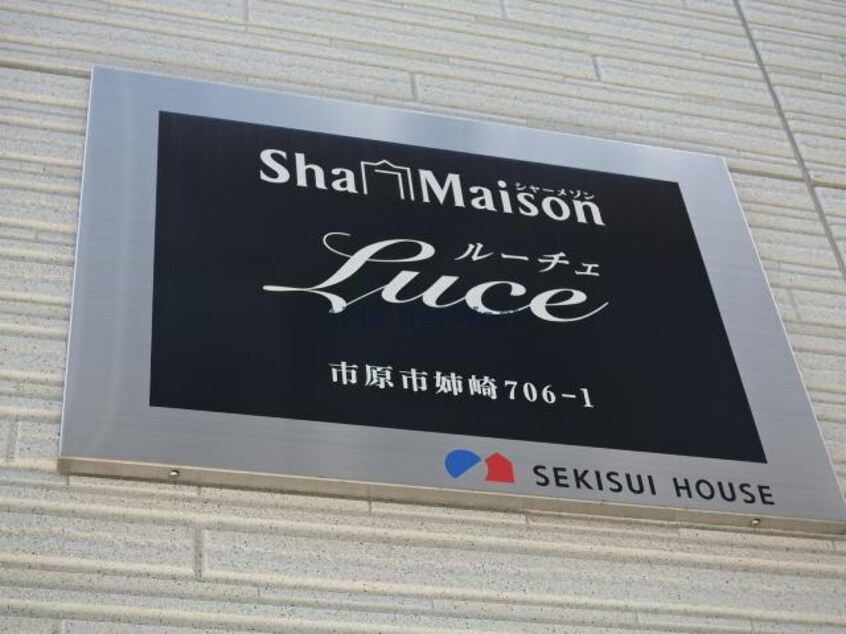 Sha Maison
シャーメゾン
ルーチェ
Luce
市原市姉崎706-1
SEKISUI HOUSE